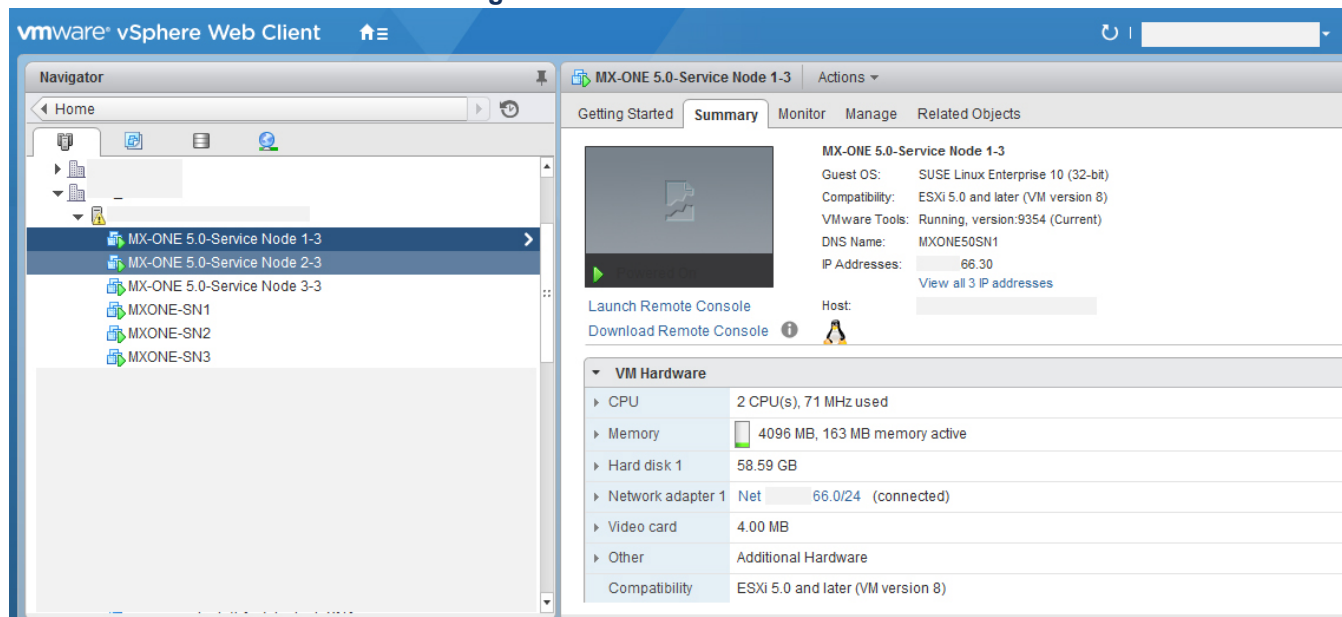 vmware® vSphere Web Client
Navigator
Home
MX-ONE 5.0-Service Node 1-3
MX-ONE 5.0-Service Node 2-3
MX-ONE 5.0-Service Node 3-3
MXONE-SN1
MXONE-SN2
MXONE-SN3
MX-ONE 5.0-Service Node 1-3 Actions
Getting Started Summary Monitor Manage Related Objects
Powered On
Launch Remote Console
Download Remote Console
MX-ONE 5.0-Service Node 1-3
Guest OS: SUSE Linux Enterprise 10 (32-bit)
Compatibility: ESXi 5.0 and later (VM version 8)
VMware Tools: Running, version:9354 (Current)
DNS Name: MXONE50SN1
IP Addresses: 66.30
View all 3 IP addresses
Host:
VM Hardware
CPU 2 CPU(s), 71 MHz used
Memory 4096 MB, 163 MB memory active
Hard disk 1 58.59 GB
Network adapter 1 Net 66.0/24 (connected)
Video card 4.00 MB
Other Additional Hardware
Compatibility ESXi 5.0 and later (VM version 8)